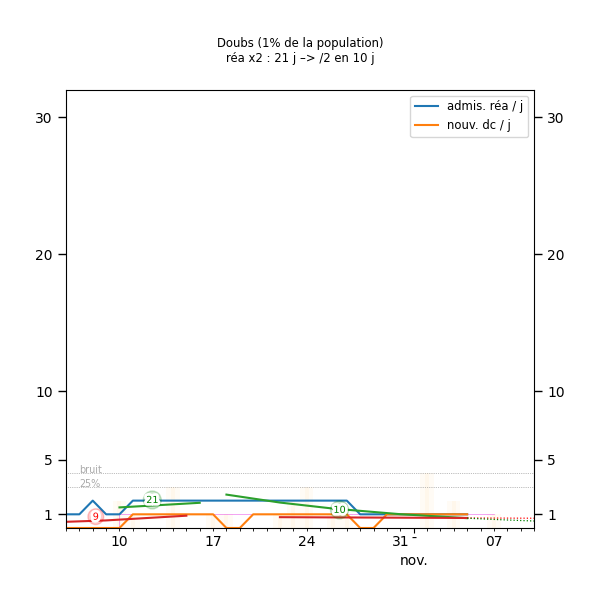 Doubs (1% de la population)
réa x2 : 21 j –> /2 en 10 j
admis. réa / j
nouv. dc / j
30 30
20 20
10 10
5 5
bruit
25%
21
10
9
1 1
10 17 24 31 07
nov.